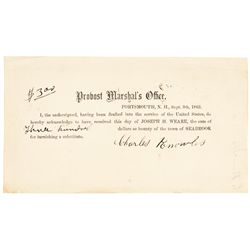 $300
Provost Marshal's Office,
PORTSMOUTH, N. H., Sept. 9th, 1863.
I, the undersigned, having been drafted into the service of the United States, do
hereby acknowledge to have received this day of JOSEPH H. WEARE, the sum of
Three hundred dollars as bounty of the town of SEABROOK
for furnishing a substitute.
Charles Knowles